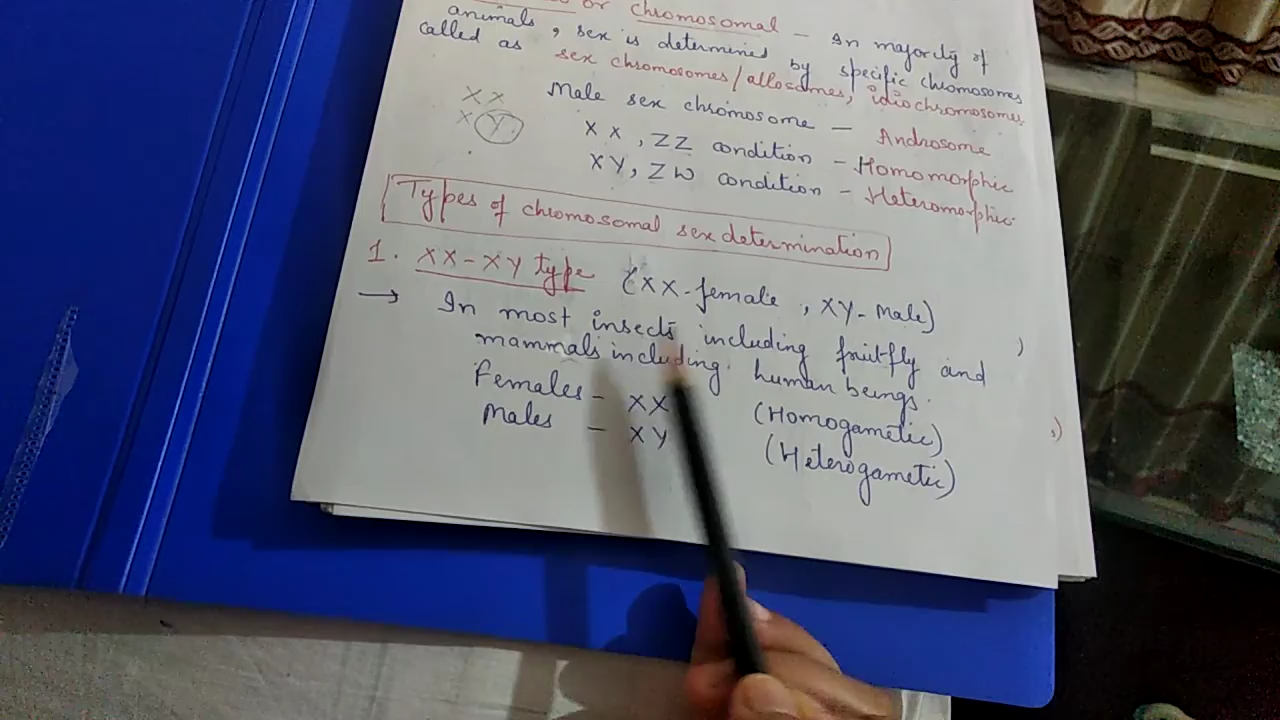 or Chromosomal - In majority of
animals, sex is determined by specific chromosomes
called as sex chromosomes/allosomes, idiochromosomes
Male sex chromosome - Androsome
XX, ZZ condition - Homomorphic
XY, ZW condition - Heteromorphic.
XX
XY
Types of chromosomal sex determination
1. XX-XY type (XX-female, XY-Male)
→ In most insects including fruitfly and
mammals including human beings.
Females - XX (Homogametic)
Males - XY (Heterogametic)